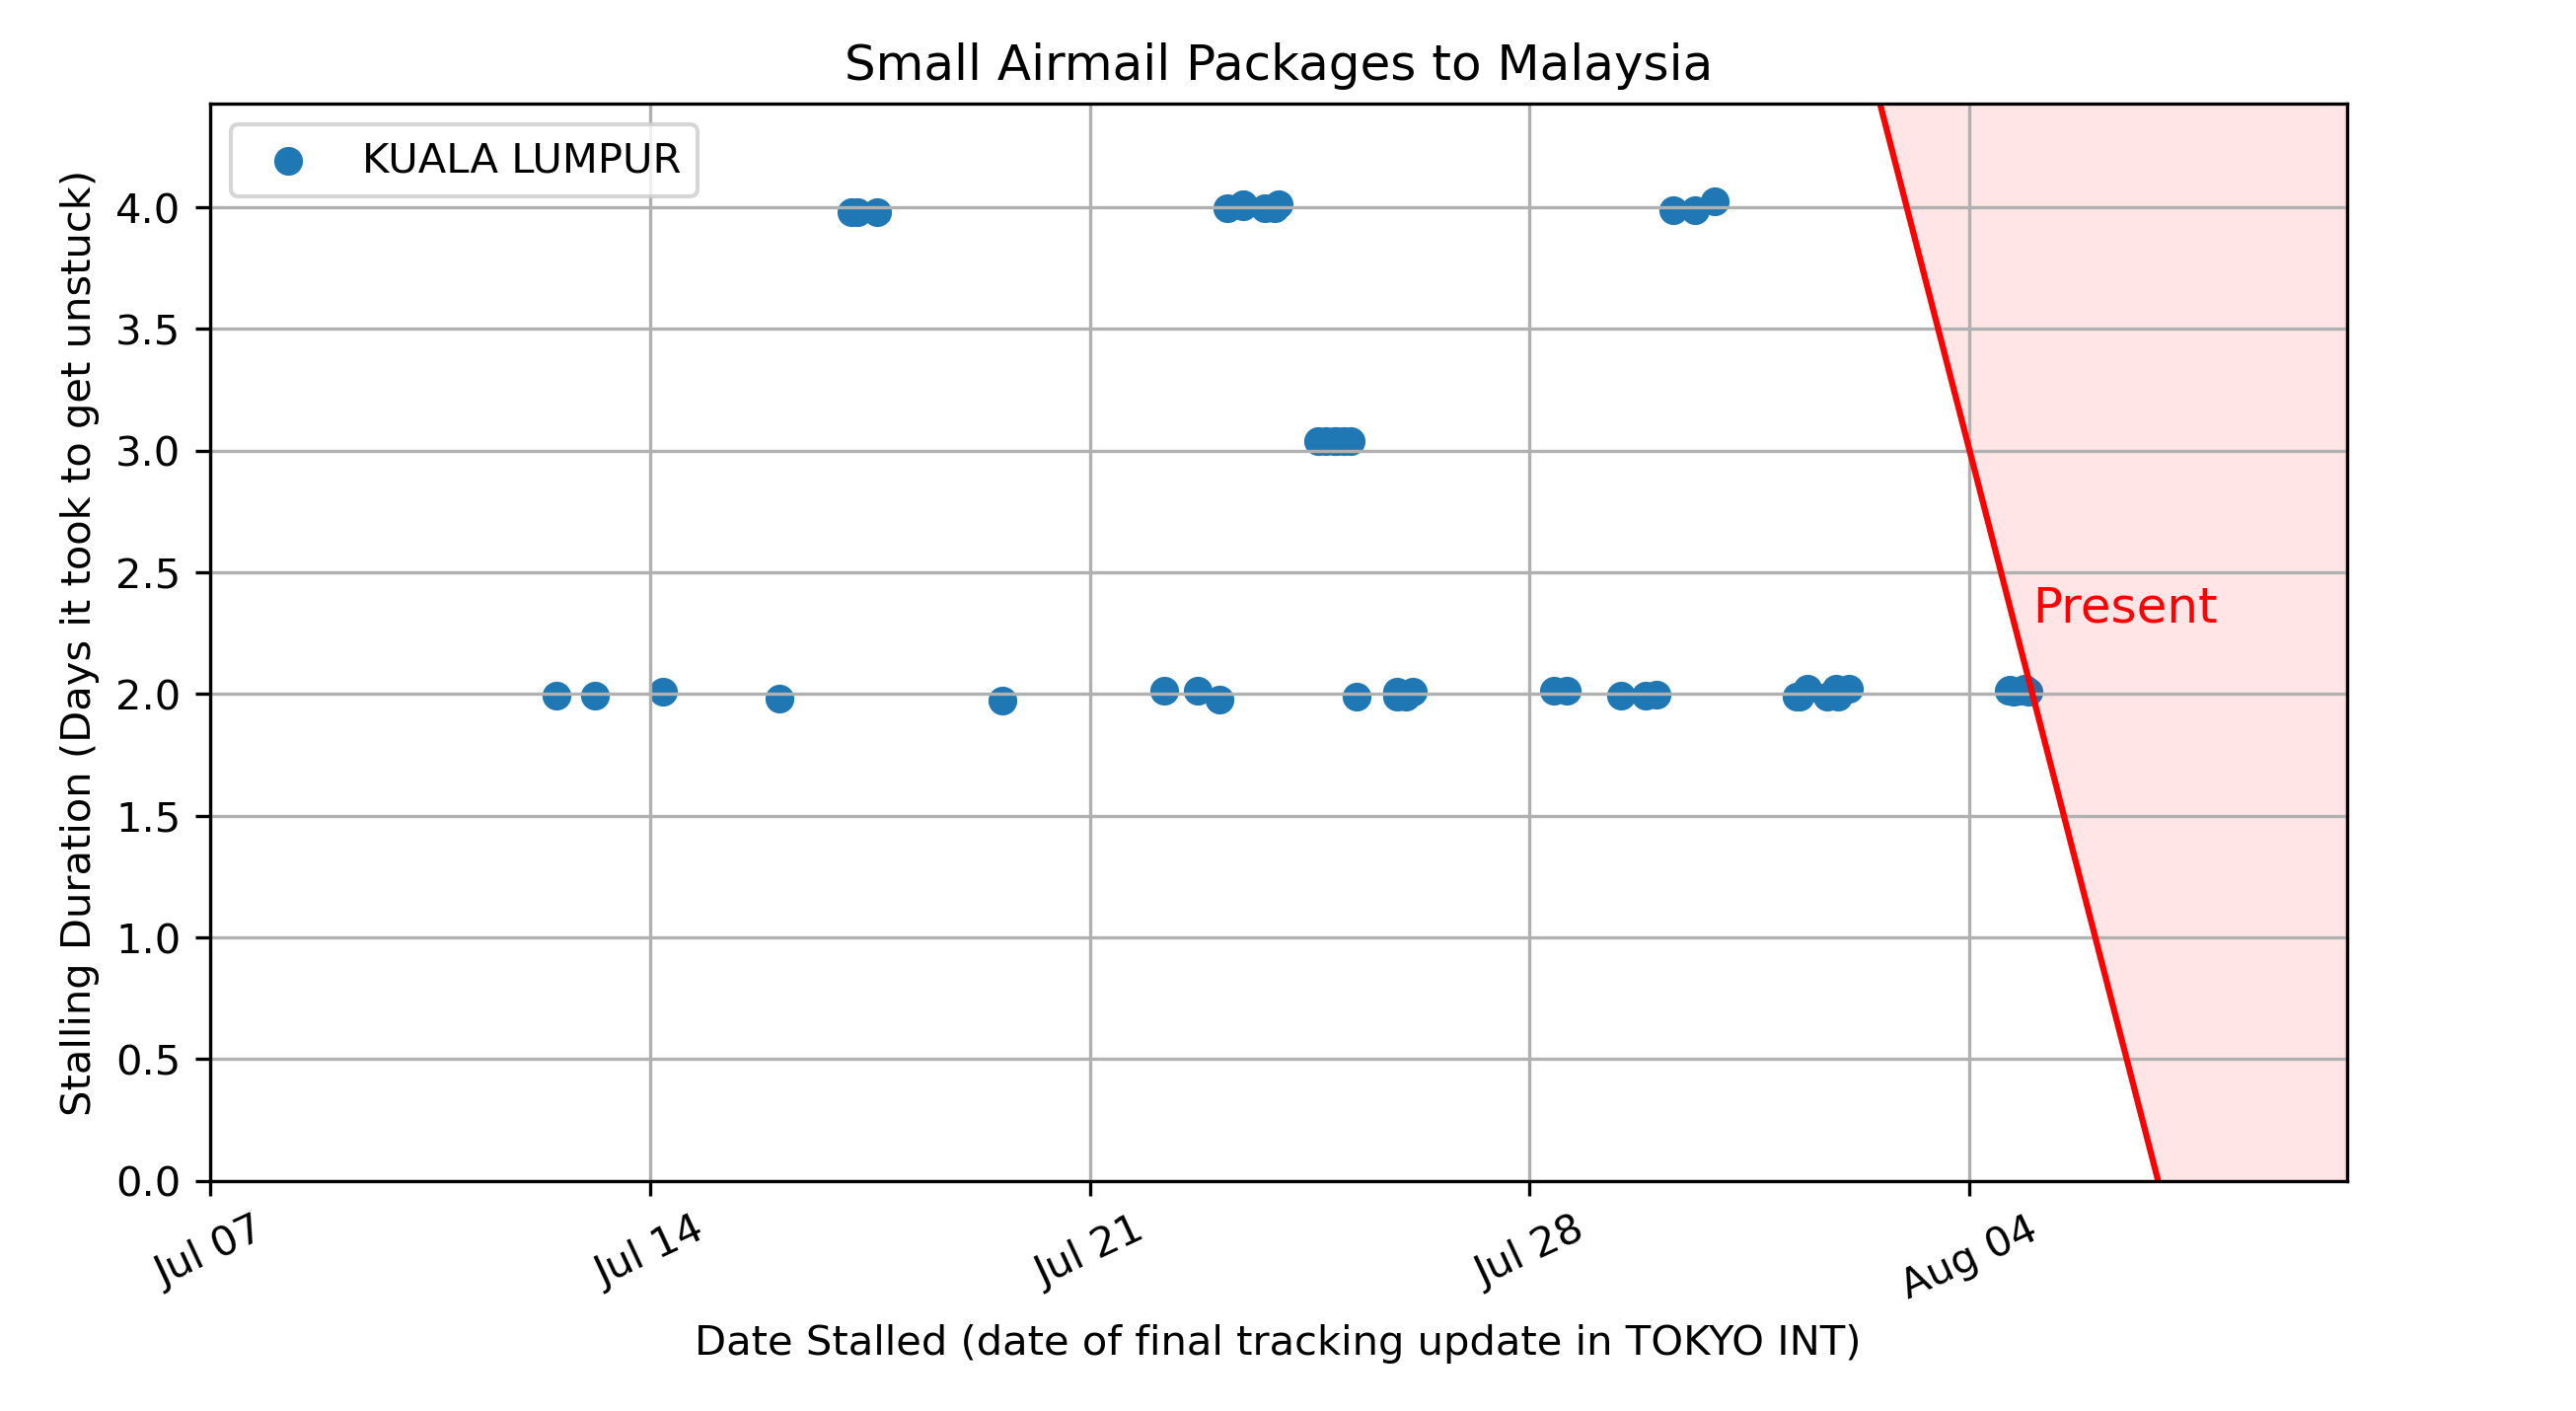 Small Airmail Packages to Malaysia
KUALA LUMPUR
Stalling Duration (Days it took to get unstuck)
4.0
3.5
3.0
2.5
2.0
1.5
1.0
0.5
0.0
Present
Jul 07
Jul 14
Jul 21
Jul 28
Aug 04
Date Stalled (date of final tracking update in TOKYO INT)